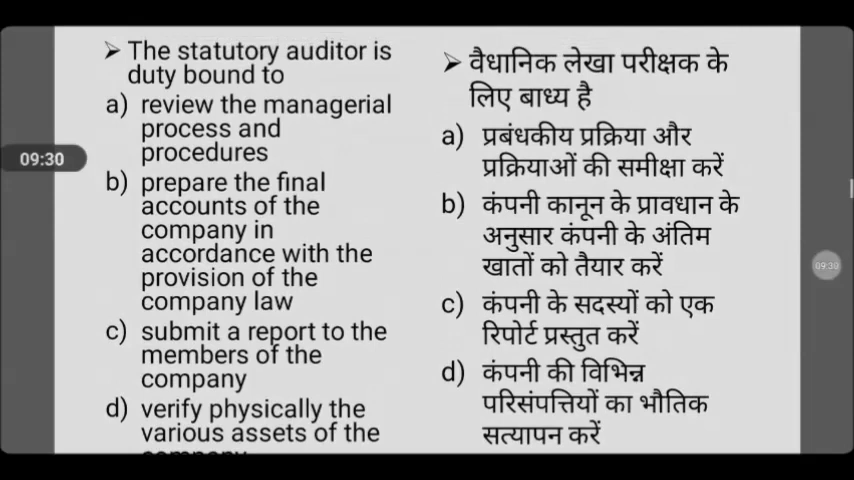 ➤ The statutory auditor is
duty bound to
a) review the managerial
process and
procedures
b) prepare the final
accounts of the
company in
accordance with the
provision of the
company law
c) submit a report to the
members of the
company
d) verify physically the
various assets of the
company
➤ वैधानिक लेखा परीक्षक के
लिए बाध्य है
a) प्रबंधकीय प्रक्रिया और
प्रक्रियाओं की समीक्षा करें
b) कंपनी कानून के प्रावधान के
अनुसार कंपनी के अंतिम
खातों को तैयार करें
c) कंपनी के सदस्यों को एक
रिपोर्ट प्रस्तुत करें
d) कंपनी की विभिन्न
परिसंपत्तियों का भौतिक
सत्यापन करें
09:30
09:30